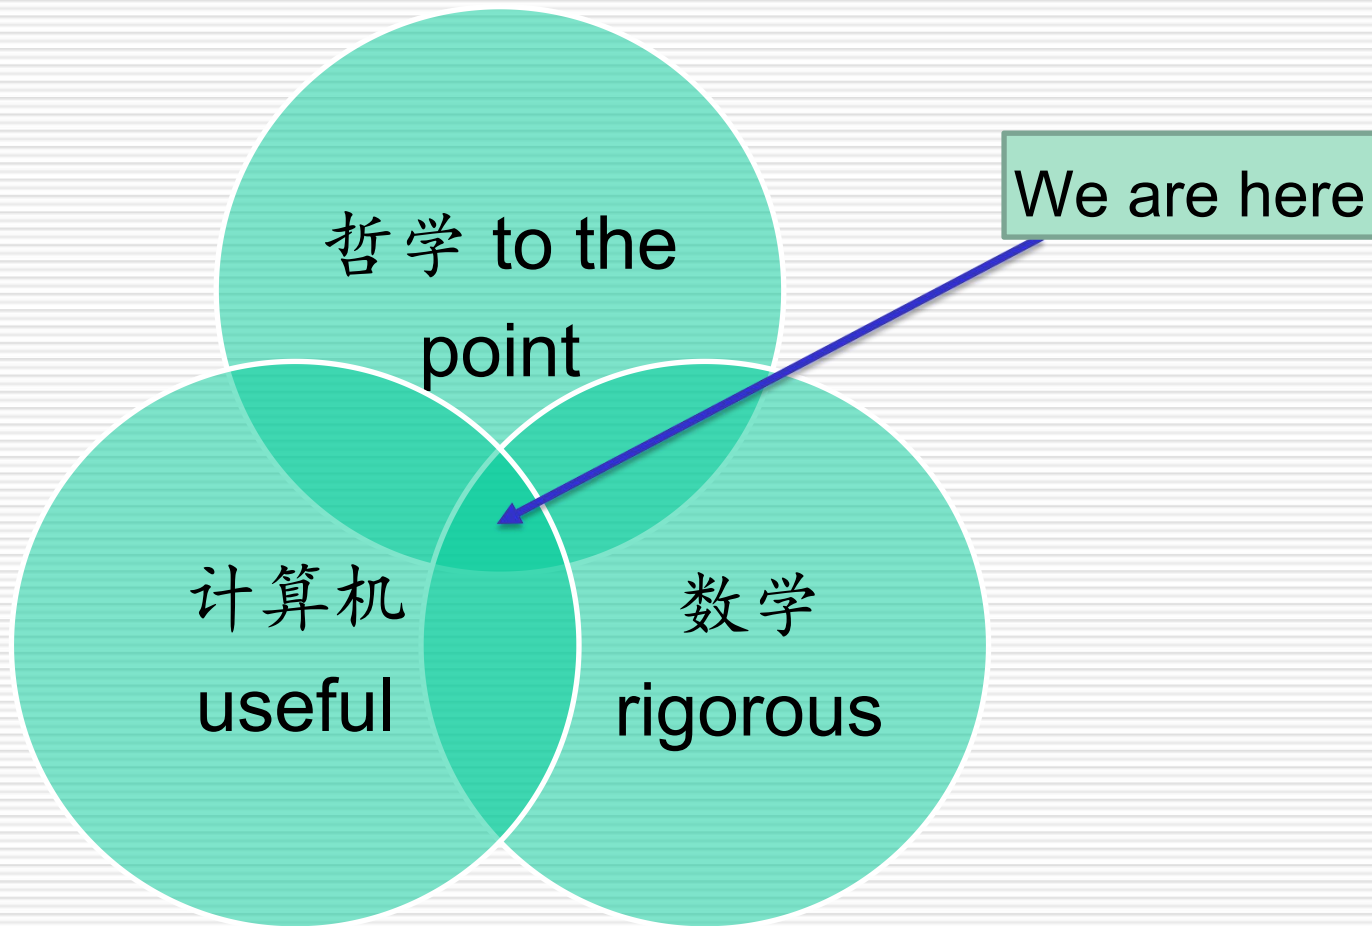 We are here
哲学 to the
point
计算机
useful
数学
rigorous